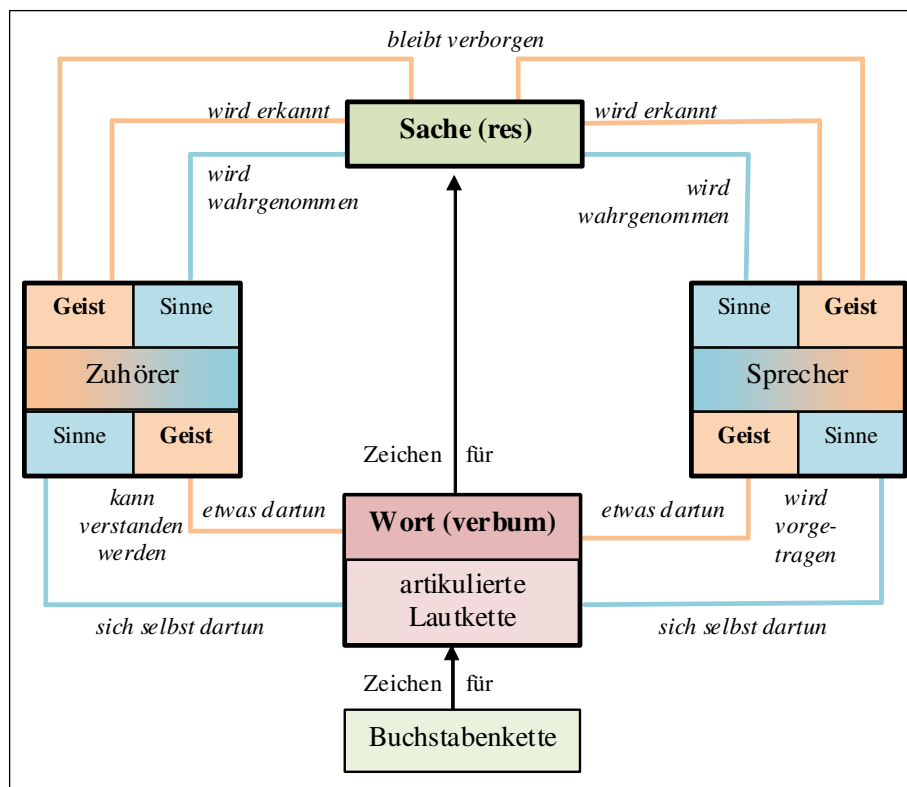 bleibt verborgen
wird erkannt
Sache (res)
wird erkannt
wird
wahrgenommen
wird
wahrgenommen
Geist
Sinne
Zuhörer
Sinne
Geist
Sinne
Geist
Sprecher
Geist
Sinne
Zeichen für
kann
verstanden
werden
etwas dartun
Wort (verbum)
etwas dartun
wird
vorge-
tragen
artikulierte
Lautkette
sich selbst dartun
sich selbst dartun
Zeichen für
Buchstabenkette